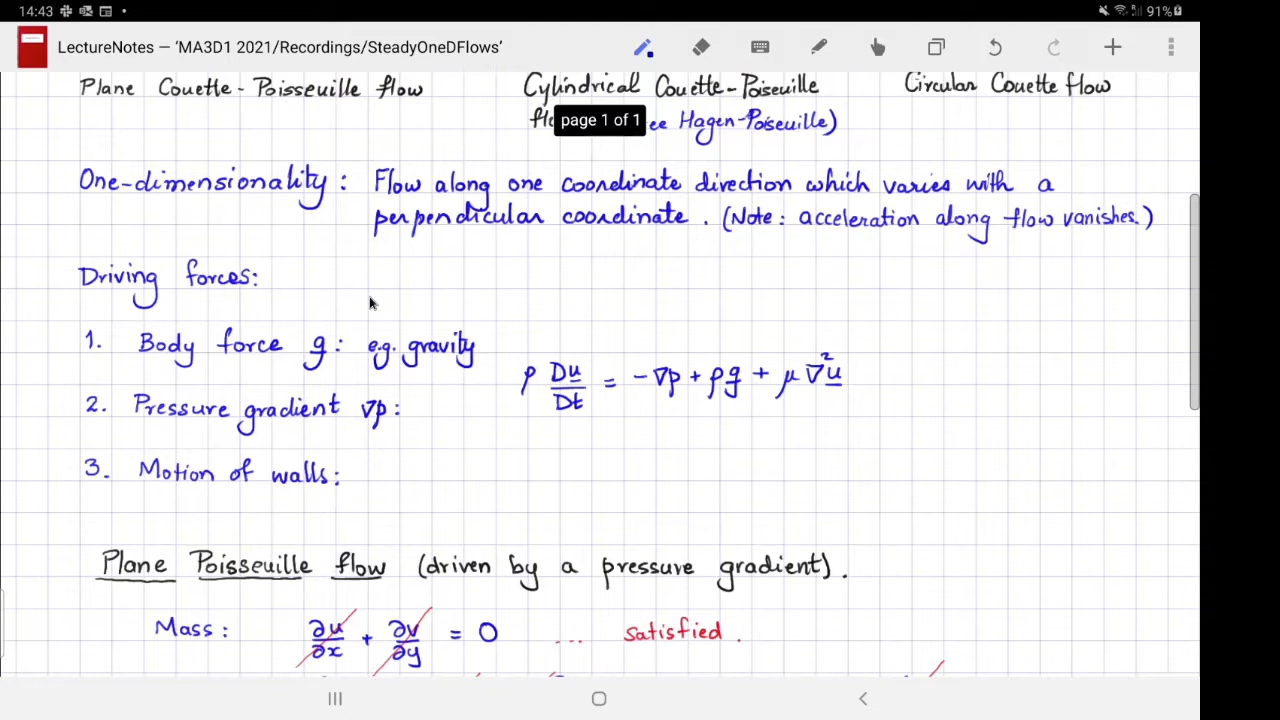 14:43
91%
LectureNotes — ‘MA3D1 2021/Recordings/SteadyOneDFlows’
Plane Couette-Poisseuille flow
Cylindrical Couette-Poiseuille
Circular Couette flow
page 1 of 1
Hagen-Poiseuille)
One-dimensionality: Flow along one coordinate direction which varies with a
perpendicular coordinate. (Note: acceleration along flow vanishes.)
Driving forces:
1. Body force g: e.g. gravity
ρ Du/Dt = -∇p + ρg + μ∇²u
2. Pressure gradient ∇p:
3. Motion of walls:
Plane Poisseuille flow (driven by a pressure gradient).
Mass: ∂u/∂x + ∂v/∂y = 0 ... satisfied.